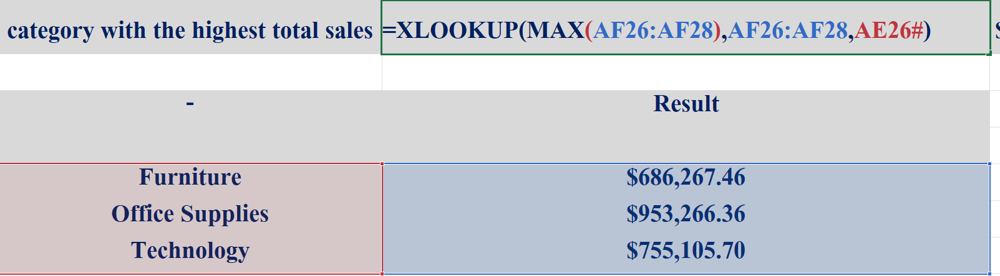 category with the highest total sales =XLOOKUP(MAX(AF26:AF28),AF26:AF28,AE26#)
- Result
Furniture $686,267.46
Office Supplies $953,266.36
Technology $755,105.70